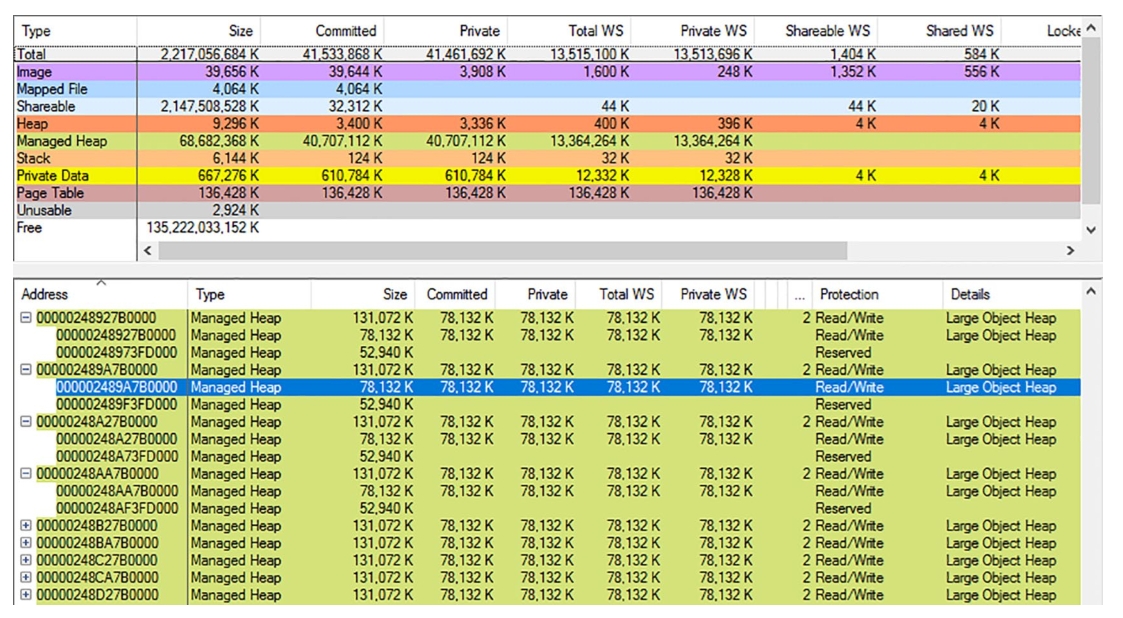 Type Size Committed Private Total WS Private WS Shareable WS Shared WS Locke
Total 2,217,056,684 K 41,533,868 K 41,461,692 K 13,515,100 K 13,513,696 K 1,404 K 584 K
Image 39,656 K 39,644 K 3,908 K 1,600 K 248 K 1,352 K 556 K
Mapped File 4,064 K 4,064 K
Shareable 2,147,508,528 K 32,312 K 44 K 44 K 20 K
Heap 9,296 K 3,400 K 3,336 K 400 K 396 K 4 K 4 K
Managed Heap 68,682,368 K 40,707,112 K 40,707,112 K 13,364,264 K 13,364,264 K
Stack 6,144 K 124 K 124 K 32 K 32 K
Private Data 667,276 K 610,784 K 610,784 K 12,332 K 12,328 K 4 K 4 K
Page Table 136,428 K 136,428 K 136,428 K 136,428 K 136,428 K
Unusable 2,924 K
Free 135,222,033,152 K
Address Type Size Committed Private Total WS Private WS ... Protection Details
00000248927B0000 Managed Heap 131,072 K 78,132 K 78,132 K 78,132 K 78,132 K 2 Read/Write Large Object Heap
00000248927B0000 Managed Heap 78,132 K 78,132 K 78,132 K 78,132 K 78,132 K Read/Write Large Object Heap
00000248973FD000 Managed Heap 52,940 K Reserved
000002489A7B0000 Managed Heap 131,072 K 78,132 K 78,132 K 78,132 K 78,132 K 2 Read/Write Large Object Heap
000002489A7B0000 Managed Heap 78,132 K 78,132 K 78,132 K 78,132 K 78,132 K Read/Write Large Object Heap
000002489F3FD000 Managed Heap 52,940 K Reserved
00000248A27B0000 Managed Heap 131,072 K 78,132 K 78,132 K 78,132 K 78,132 K 2 Read/Write Large Object Heap
00000248A27B0000 Managed Heap 78,132 K 78,132 K 78,132 K 78,132 K 78,132 K Read/Write Large Object Heap
00000248A73FD000 Managed Heap 52,940 K Reserved
00000248AA7B0000 Managed Heap 131,072 K 78,132 K 78,132 K 78,132 K 78,132 K 2 Read/Write Large Object Heap
00000248AA7B0000 Managed Heap 78,132 K 78,132 K 78,132 K 78,132 K 78,132 K Read/Write Large Object Heap
00000248AF3FD000 Managed Heap 52,940 K Reserved
00000248B27B0000 Managed Heap 131,072 K 78,132 K 78,132 K 78,132 K 78,132 K 2 Read/Write Large Object Heap
00000248BA7B0000 Managed Heap 131,072 K 78,132 K 78,132 K 78,132 K 78,132 K 2 Read/Write Large Object Heap
00000248C27B0000 Managed Heap 131,072 K 78,132 K 78,132 K 78,132 K 78,132 K 2 Read/Write Large Object Heap
00000248CA7B0000 Managed Heap 131,072 K 78,132 K 78,132 K 78,132 K 78,132 K 2 Read/Write Large Object Heap
00000248D27B0000 Managed Heap 131,072 K 78,132 K 78,132 K 78,132 K 78,132 K 2 Read/Write Large Object Heap